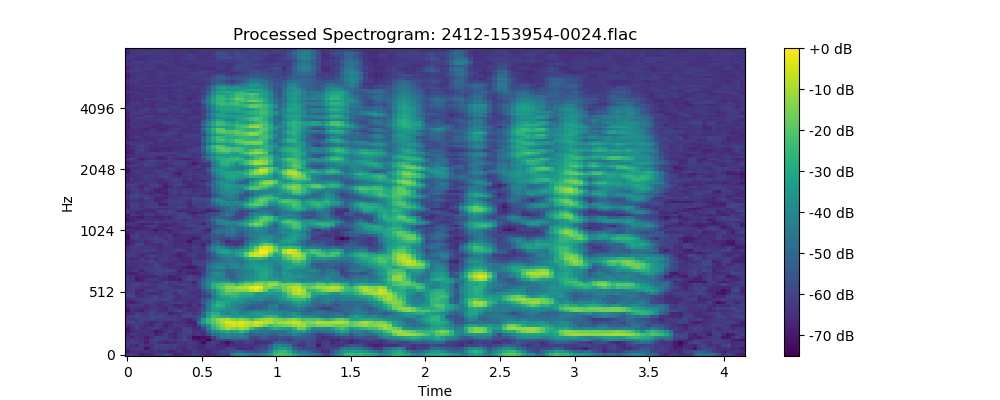 Processed Spectrogram: 2412-153954-0024.flac
Hz
4096
2048
1024
512
0
0 0.5 1 1.5 2 2.5 3 3.5 4
Time
+0 dB
-10 dB
-20 dB
-30 dB
-40 dB
-50 dB
-60 dB
-70 dB